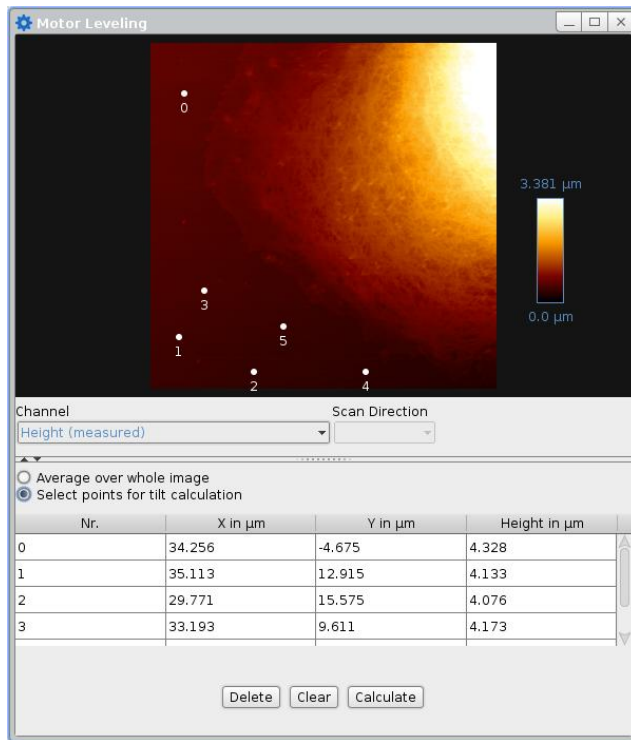 Motor Leveling
0
3.381 µm
3
0.0 µm
5
1
2
4
Channel
Scan Direction
Height (measured)
Average over whole image
Select points for tilt calculation
Nr. X in µm Y in µm Height in µm
0 34.256 -4.675 4.328
1 35.113 12.915 4.133
2 29.771 15.575 4.076
3 33.193 9.611 4.173
Delete Clear Calculate